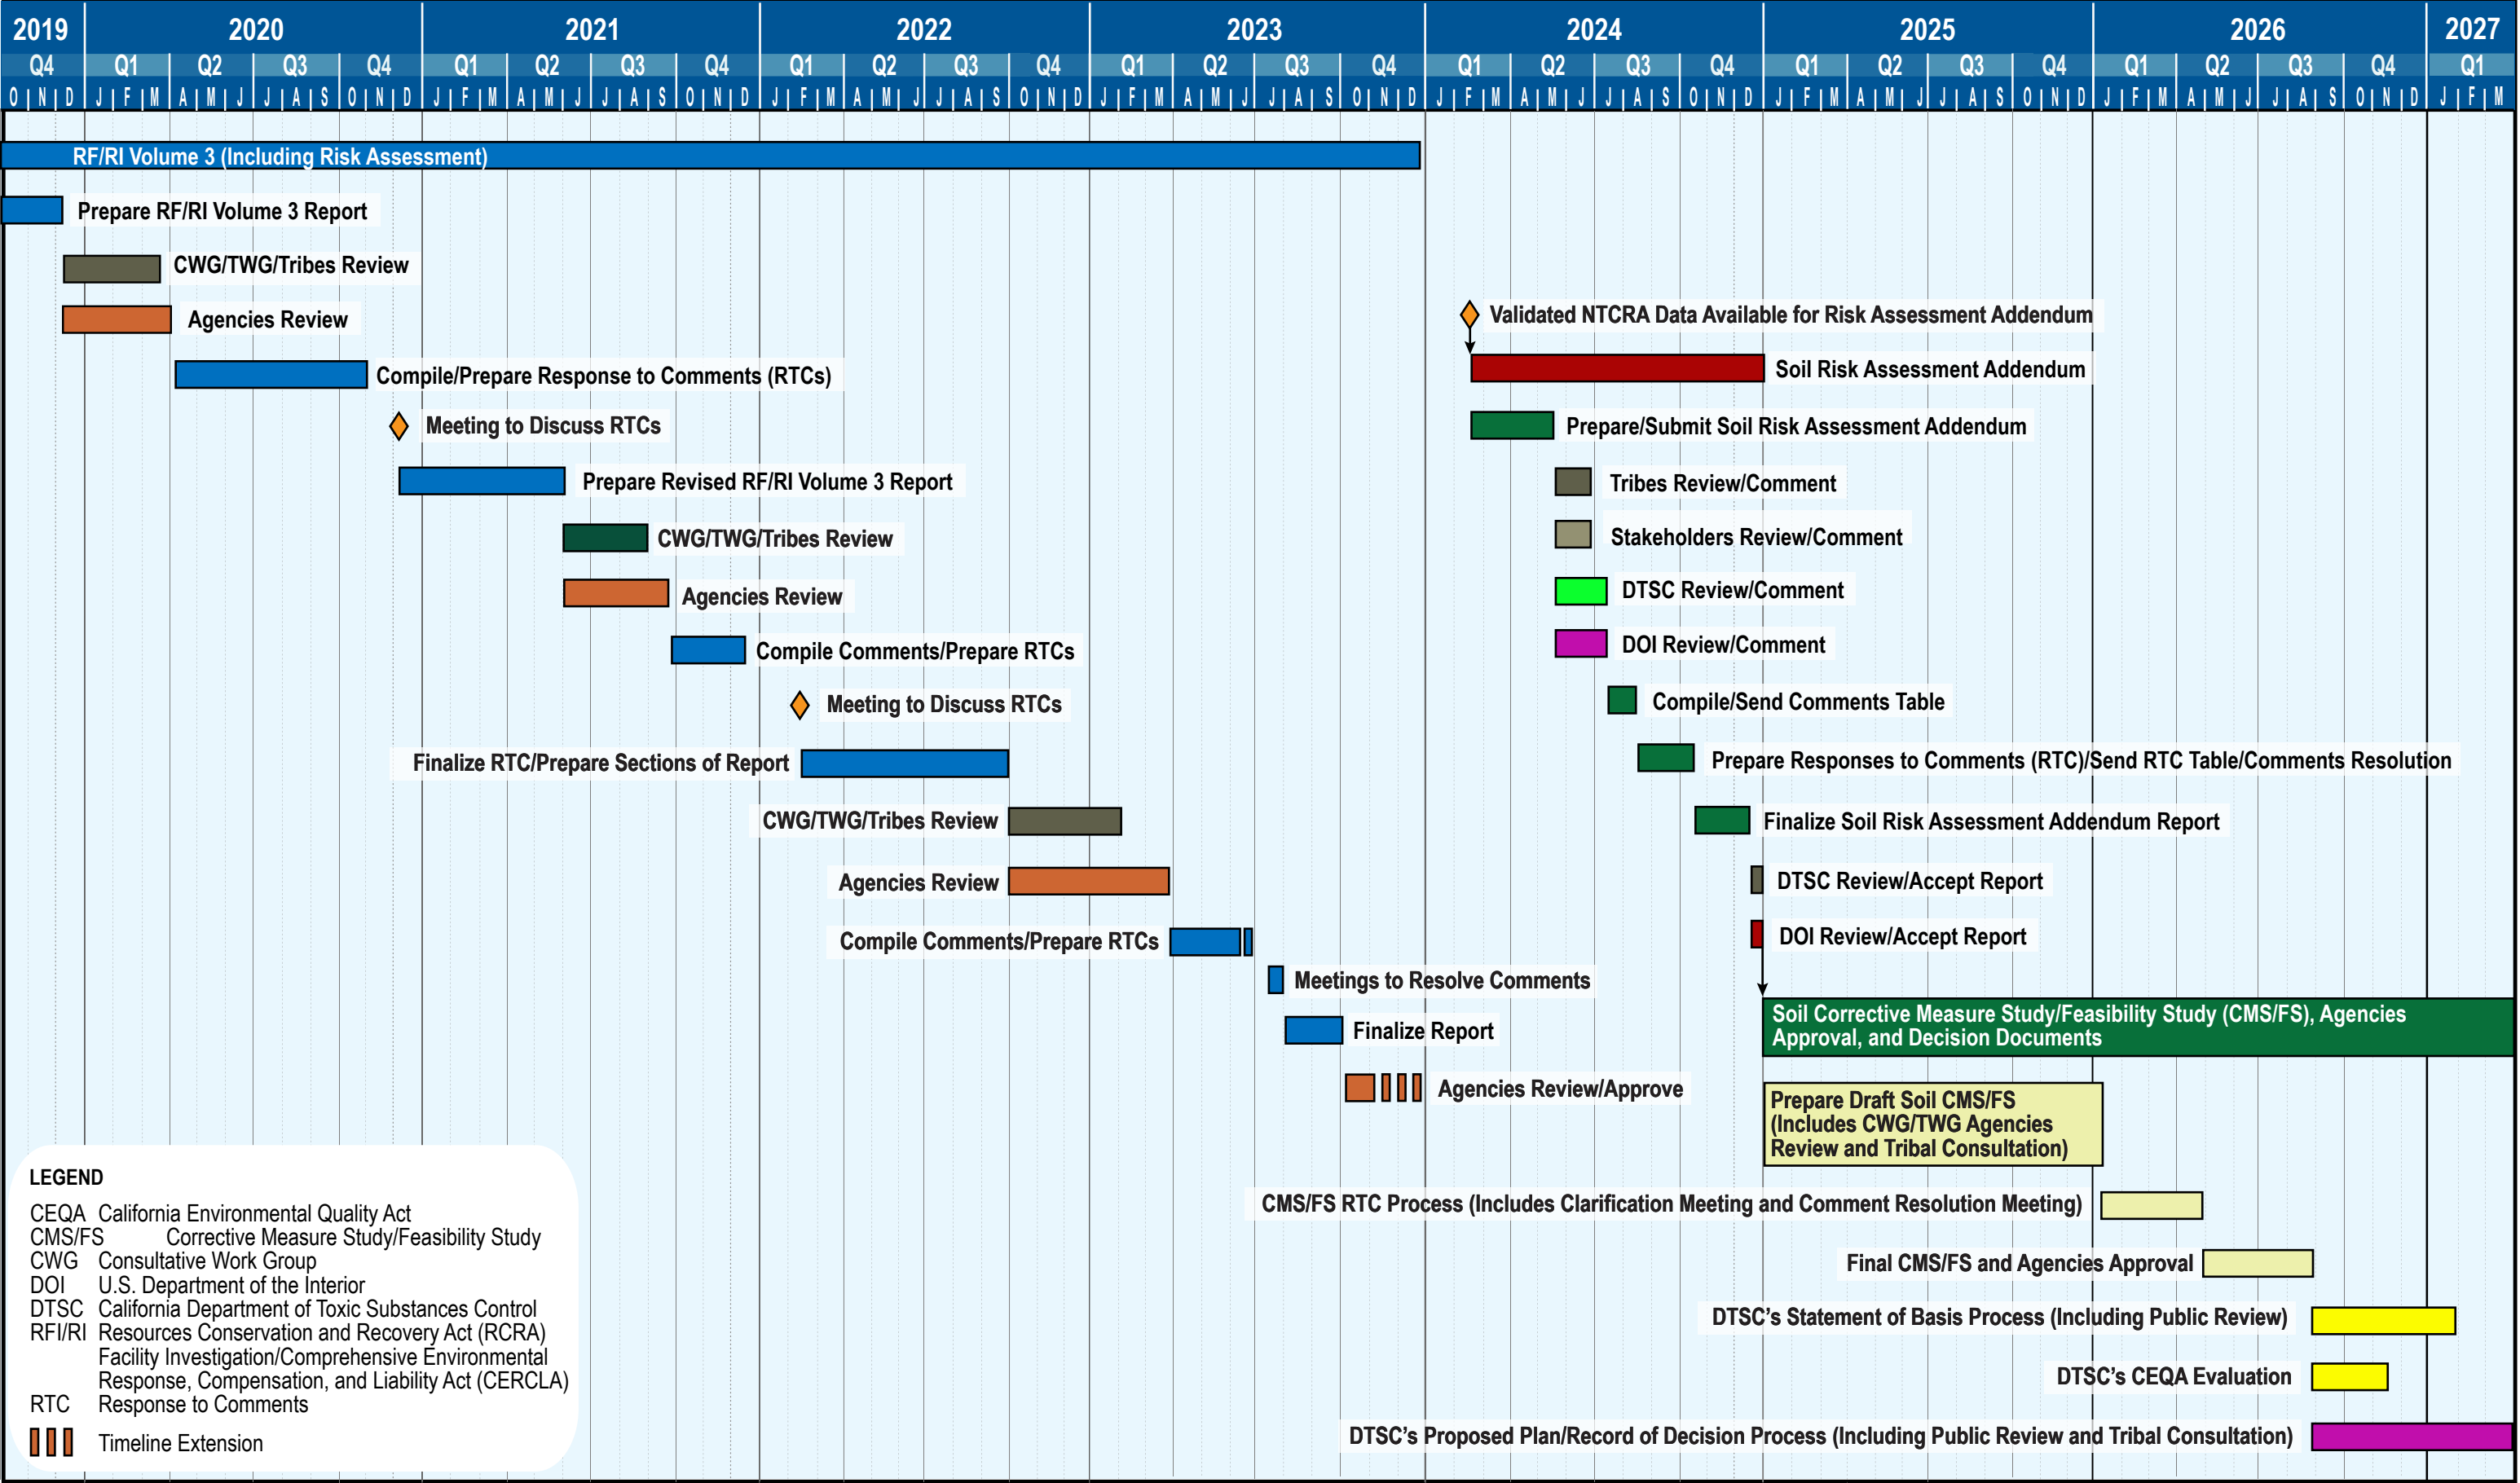 2019 2020 2021 2022 2023 2024 2025 2026 2027
Q4 Q1 Q2 Q3 Q4 Q1 Q2 Q3 Q4 Q1 Q2 Q3 Q4 Q1 Q2 Q3 Q4 Q1 Q2 Q3 Q4 Q1 Q2 Q3 Q4 Q1 Q2 Q3 Q4 Q1
O N D J F M A M J J A S O N D J F M A M J J A S O N D J F M A M J J A S O N D J F M A M J J A S O N D J F M A M J J A S O N D J F M A M J J A S O N D J F M A M J J A S O N D J F M
RF/RI Volume 3 (Including Risk Assessment)
Prepare RF/RI Volume 3 Report
CWG/TWG/Tribes Review
Agencies Review
Compile/Prepare Response to Comments (RTCs)
Meeting to Discuss RTCs
Prepare Revised RF/RI Volume 3 Report
CWG/TWG/Tribes Review
Agencies Review
Compile Comments/Prepare RTCs
Meeting to Discuss RTCs
Finalize RTC/Prepare Sections of Report
CWG/TWG/Tribes Review
Agencies Review
Compile Comments/Prepare RTCs
Meetings to Resolve Comments
Finalize Report
Agencies Review/Approve
Validated NTCRA Data Available for Risk Assessment Addendum
Soil Risk Assessment Addendum
Prepare/Submit Soil Risk Assessment Addendum
Tribes Review/Comment
Stakeholders Review/Comment
DTSC Review/Comment
DOI Review/Comment
Compile/Send Comments Table
Prepare Responses to Comments (RTC)/Send RTC Table/Comments Resolution
Finalize Soil Risk Assessment Addendum Report
DTSC Review/Accept Report
DOI Review/Accept Report
Soil Corrective Measure Study/Feasibility Study (CMS/FS), Agencies
Approval, and Decision Documents
Prepare Draft Soil CMS/FS
(Includes CWG/TWG Agencies
Review and Tribal Consultation)
CMS/FS RTC Process (Includes Clarification Meeting and Comment Resolution Meeting)
Final CMS/FS and Agencies Approval
DTSC's Statement of Basis Process (Including Public Review)
DTSC's CEQA Evaluation
DTSC's Proposed Plan/Record of Decision Process (Including Public Review and Tribal Consultation)
LEGEND
CEQA California Environmental Quality Act
CMS/FS Corrective Measure Study/Feasibility Study
CWG Consultative Work Group
DOI U.S. Department of the Interior
DTSC California Department of Toxic Substances Control
RFI/RI Resources Conservation and Recovery Act (RCRA)
Facility Investigation/Comprehensive Environmental
Response, Compensation, and Liability Act (CERCLA)
RTC Response to Comments
Timeline Extension